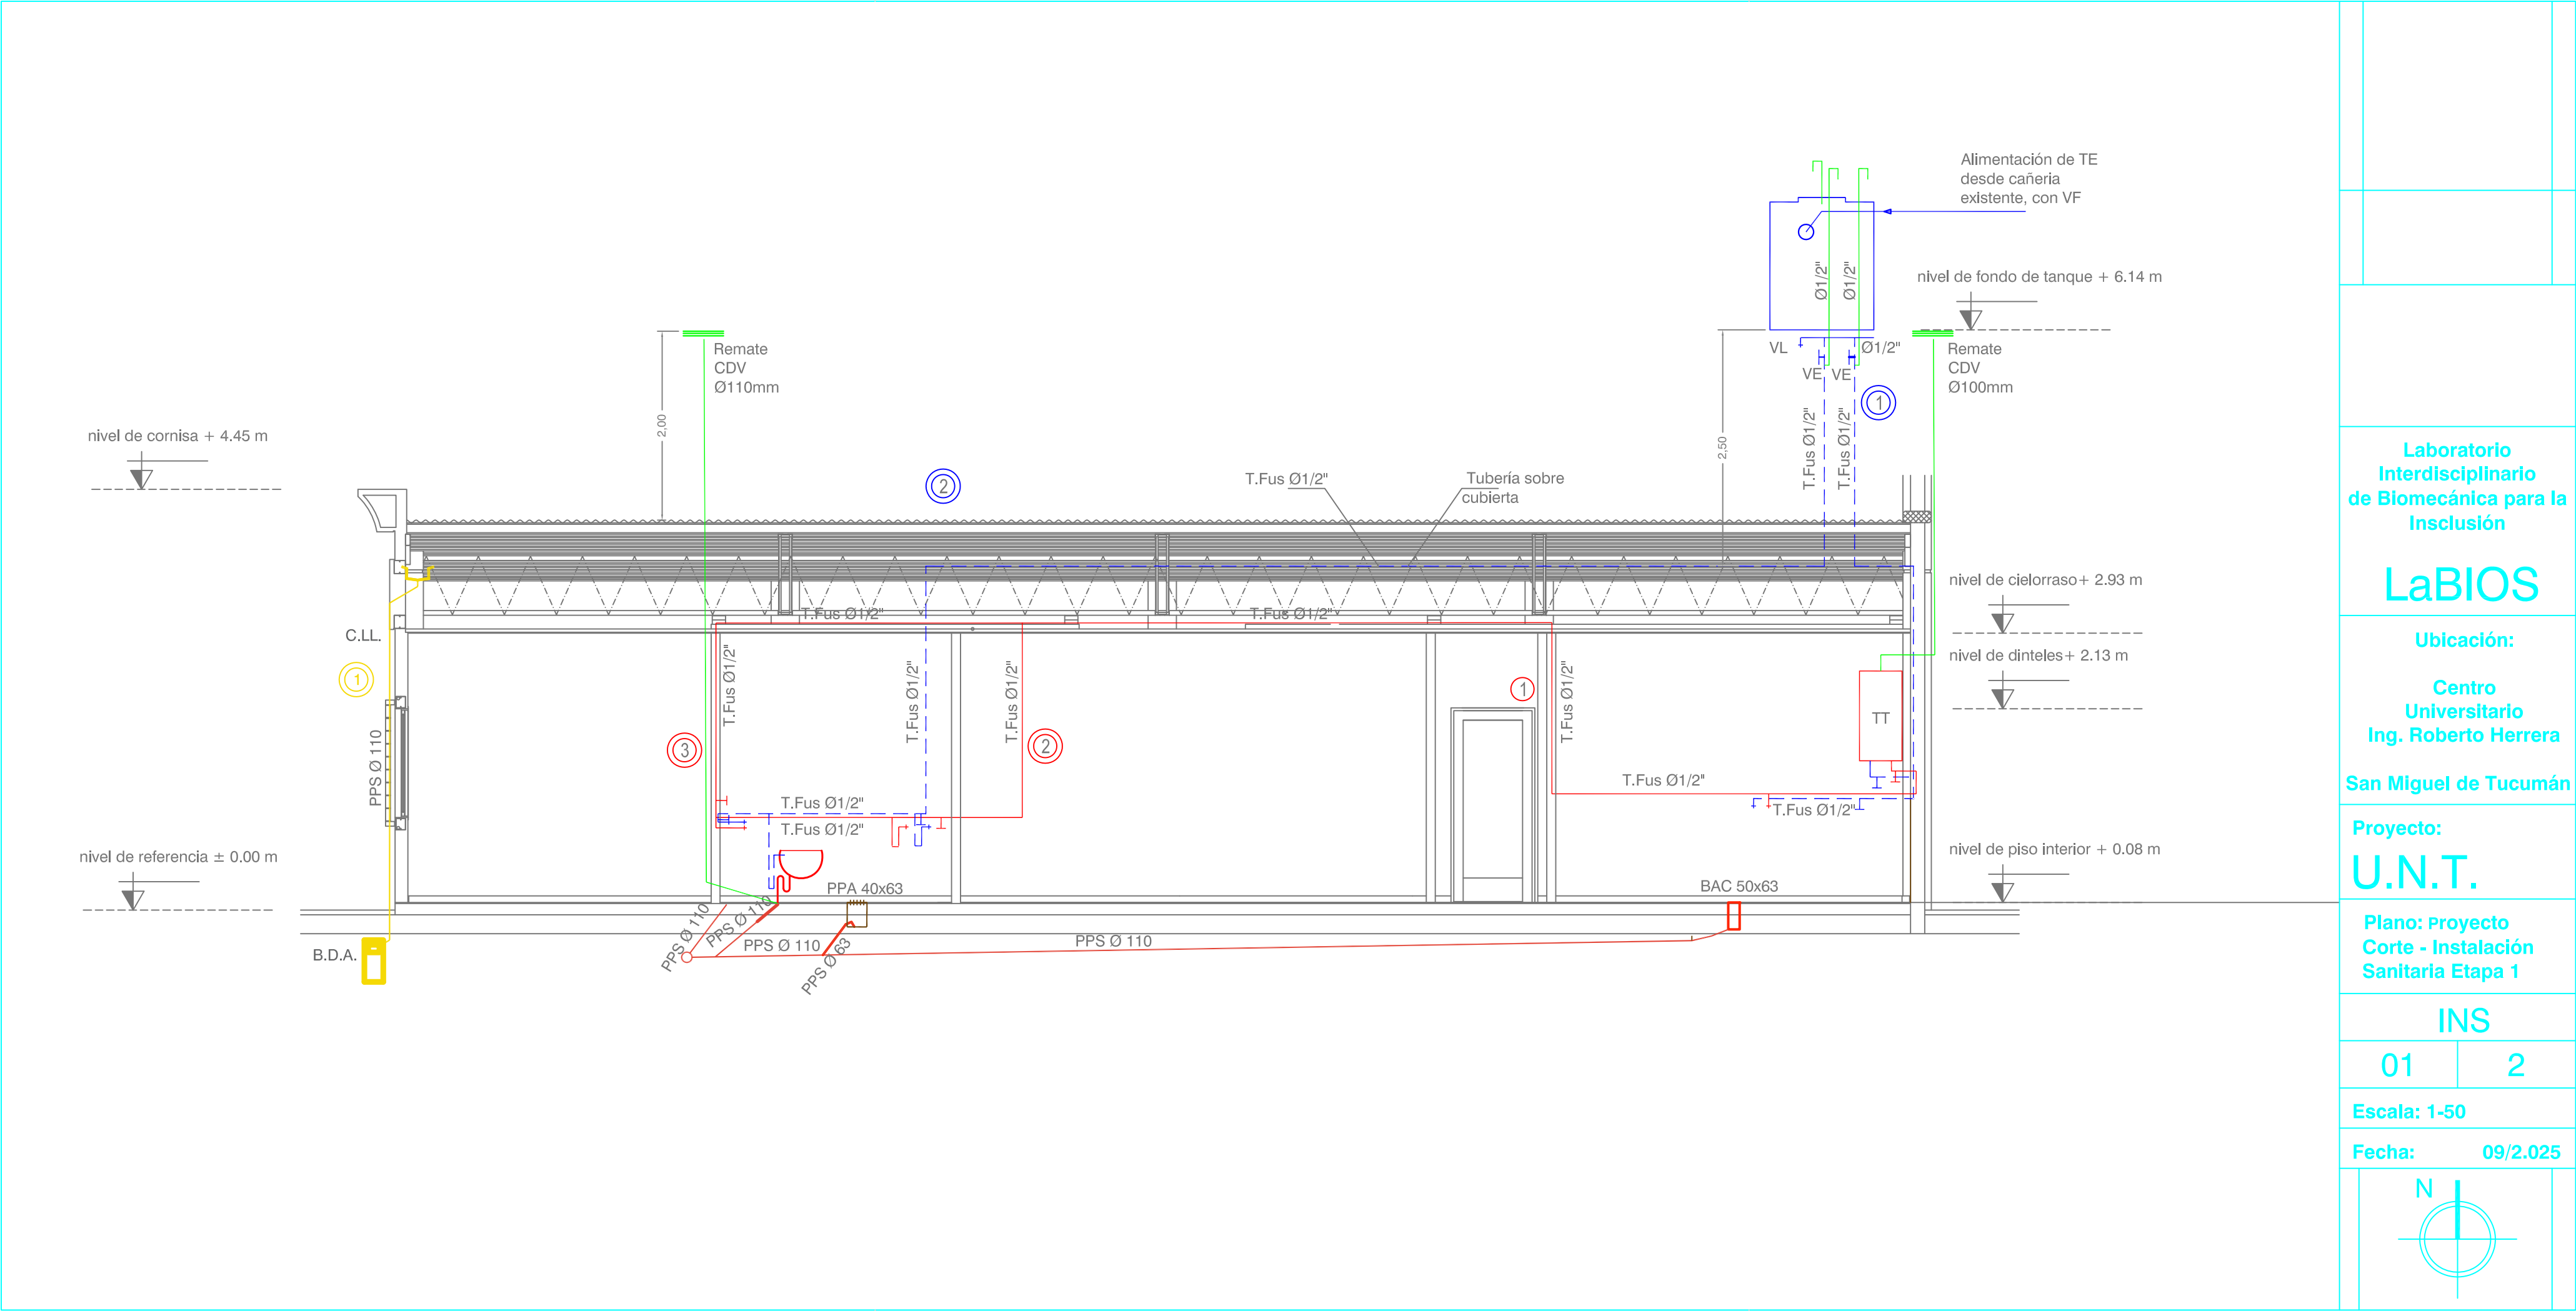 Alimentación de TE
desde cañeria
existente, con VF
Ø1/2"
Ø1/2"
nivel de fondo de tanque + 6.14 m
Remate
CDV
Ø110mm
VL
Ø1/2"
VE
VE
Remate
CDV
Ø100mm
1
2,00
2,50
T.Fus Ø1/2"
T.Fus Ø1/2"
nivel de cornisa + 4.45 m
2
T.Fus Ø1/2"
Tubería sobre
cubierta
nivel de cielorraso+ 2.93 m
T.Fus Ø1/2"
T.Fus Ø1/2"
C.LL.
1
nivel de dinteles+ 2.13 m
T.Fus Ø1/2"
T.Fus Ø1/2"
T.Fus Ø1/2"
1
T.Fus Ø1/2"
TT
PPS Ø 110
3
2
T.Fus Ø1/2"
T.Fus Ø1/2"
T.Fus Ø1/2"
T.Fus Ø1/2"
nivel de referencia ± 0.00 m
nivel de piso interior + 0.08 m
PPA 40x63
BAC 50x63
PPS Ø 110
PPS Ø 110
PPS Ø 110
PPS Ø 63
PPS Ø 110
B.D.A.
Laboratorio
Interdisciplinario
de Biomecánica para la
Insclusión
LaBIOS
Ubicación:
Centro
Universitario
Ing. Roberto Herrera
San Miguel de Tucumán
Proyecto:
U.N.T.
Plano: Proyecto
Corte - Instalación
Sanitaria Etapa 1
INS
01 2
Escala: 1-50
Fecha: 09/2.025
N